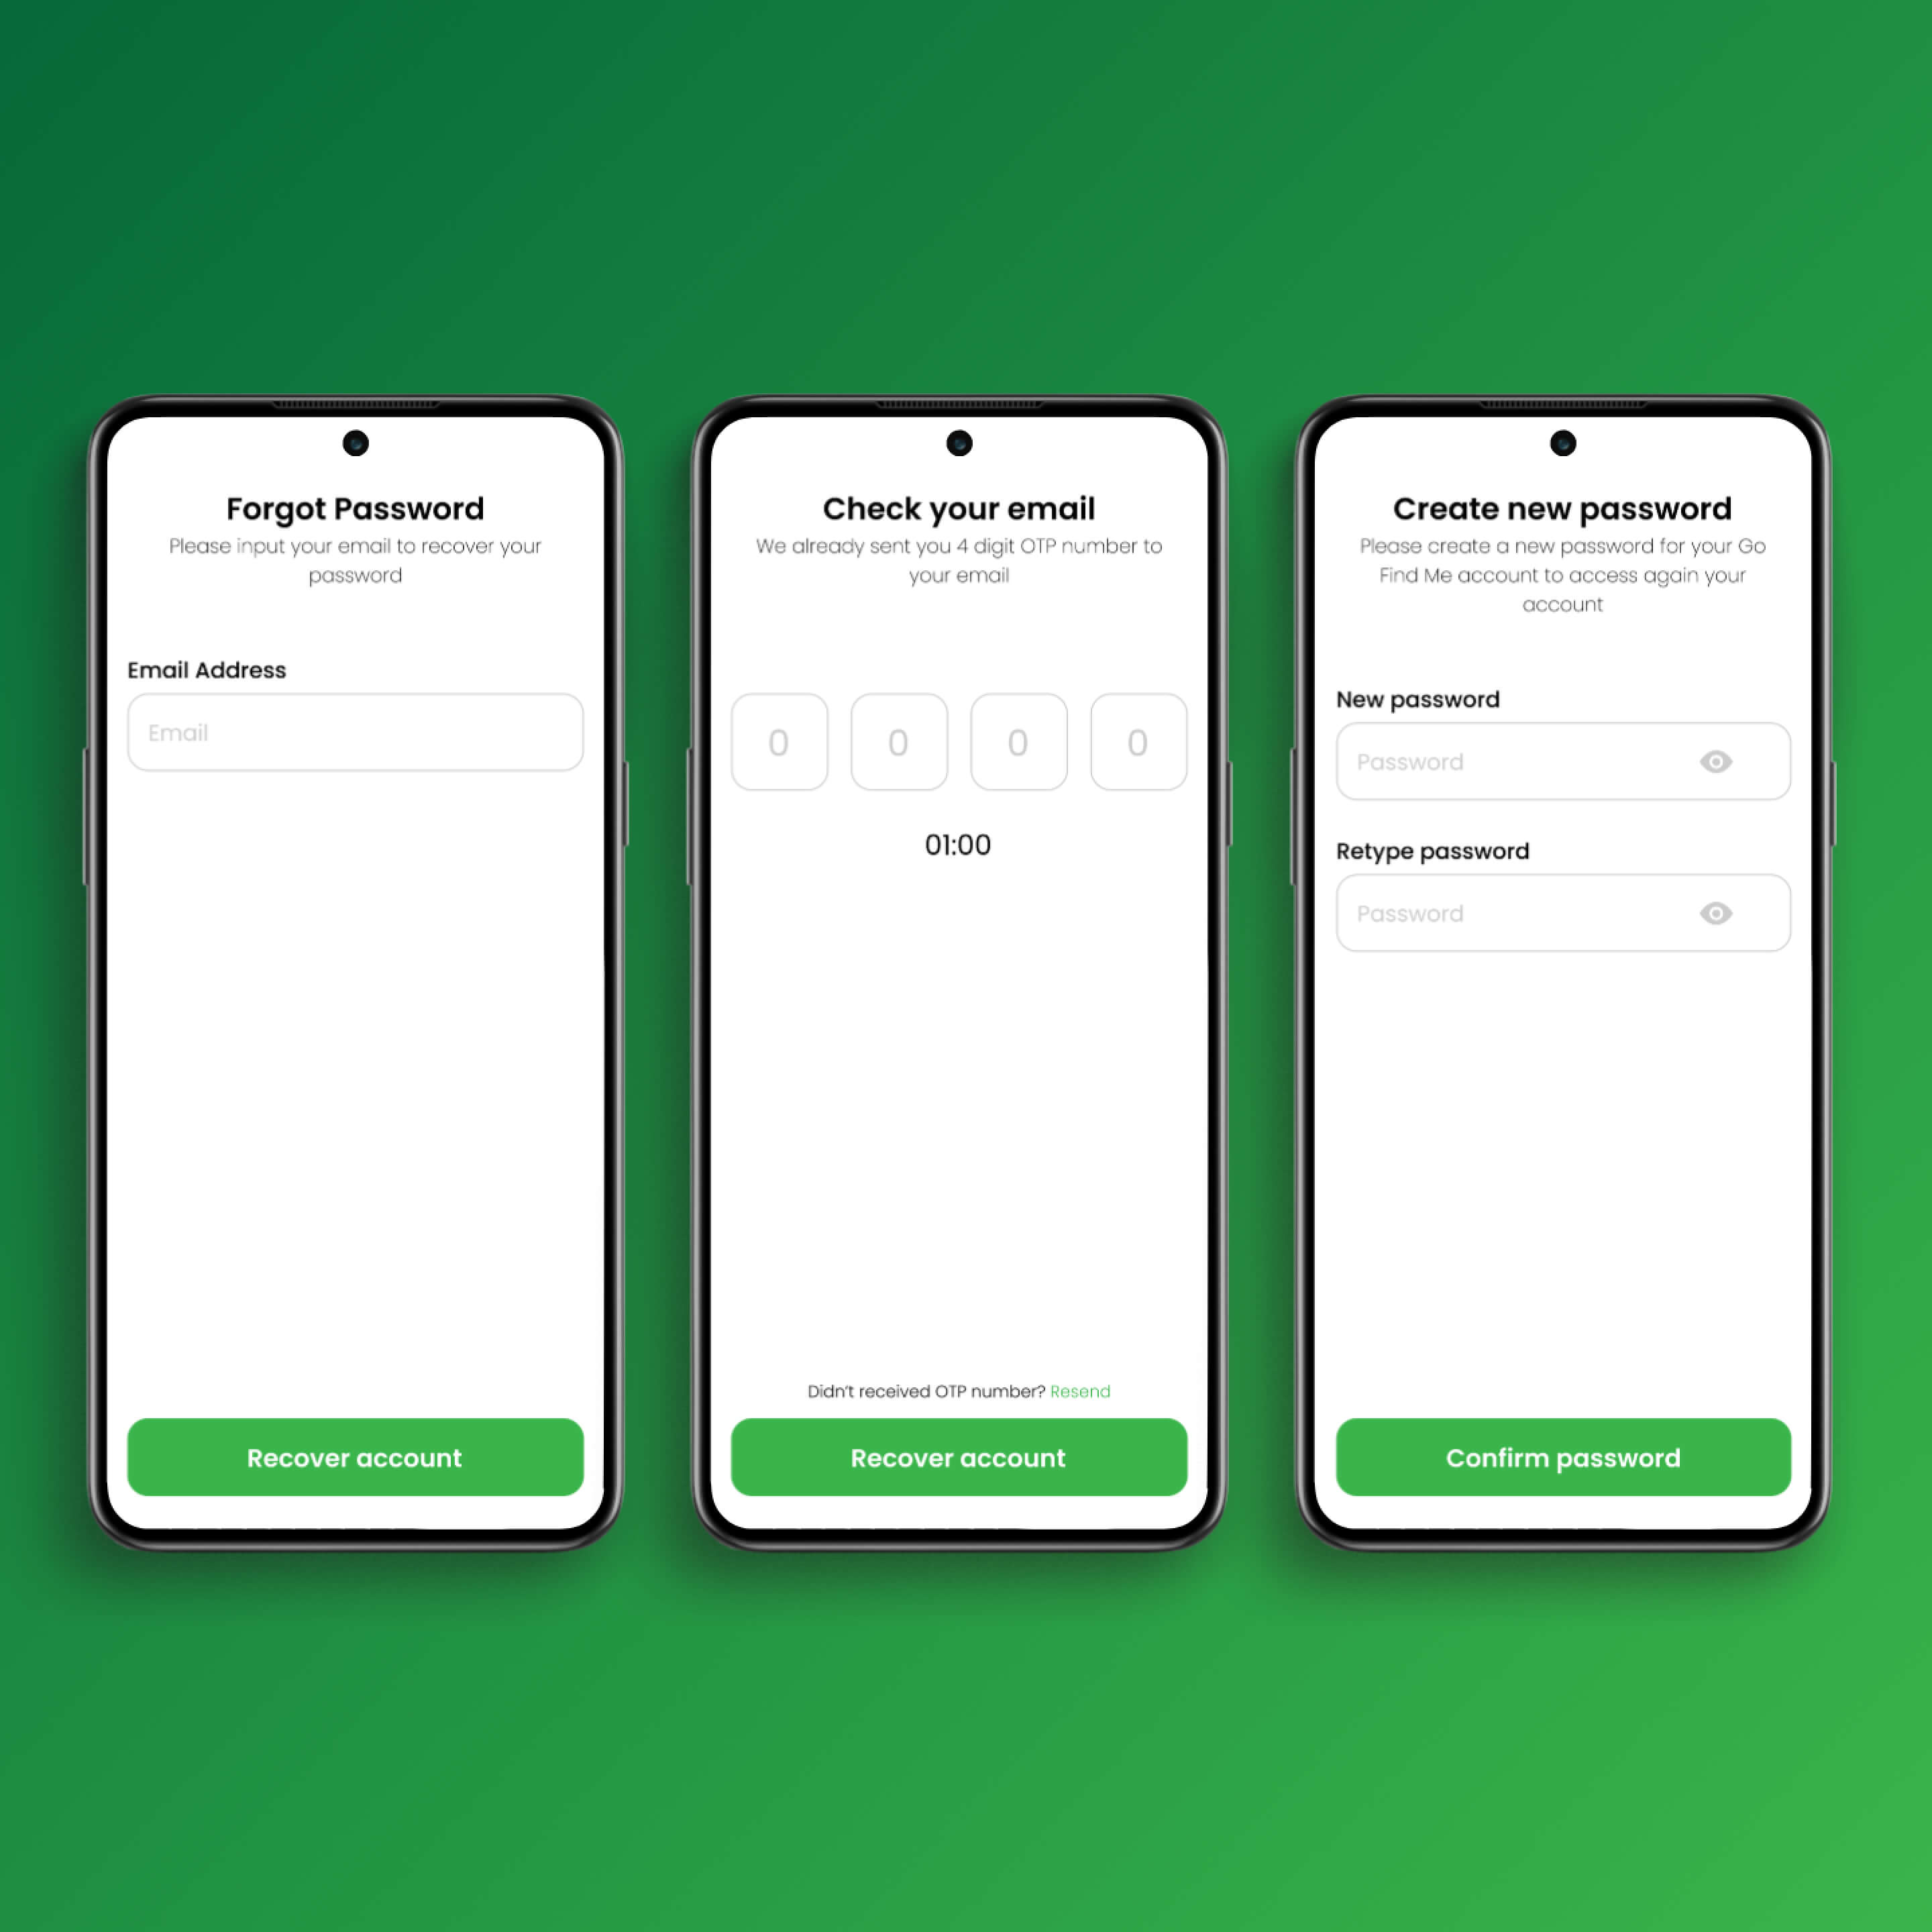 Forgot Password
Please input your email to recover your
password
Email Address
Email
Recover account
Check your email
We already sent you 4 digit OTP number to
your email
0 0 0 0
01:00
Didn't received OTP number? Resend
Recover account
Create new password
Please create a new password for your Go
Find Me account to access again your
account
New password
Password
Retype password
Password
Confirm password